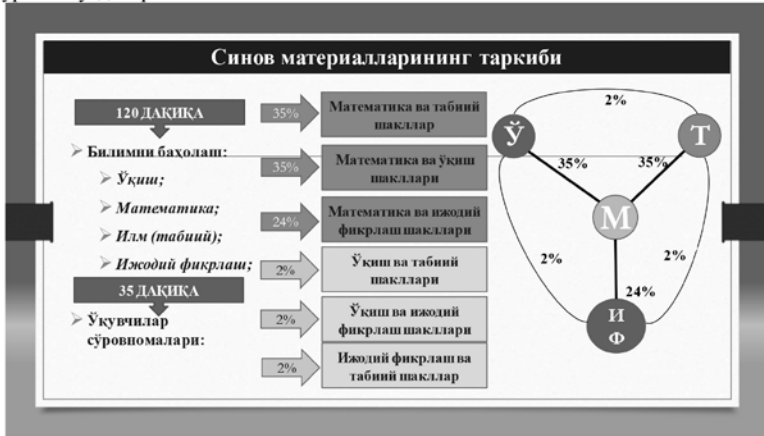 Синов материалларининг таркиби
120 ДАҚИҚА
Билимни баҳолаш:
Ўқиш;
Математика;
Илм (табиий);
Ижодий фикрлаш;
35 ДАҚИҚА
Ўқувчилар
сўровномалари:
35%
Математика ва табиий
шакллар
35%
Математика ва ўқиш
шакллари
24%
Математика ва ижодий
фикрлаш шакллари
2%
Ўқиш ва табиий
шакллари
2%
Ўқиш ва ижодий
фикрлаш шакллари
2%
Ижодий фикрлаш ва
табиий шакллар
2%
Ў
Т
35%
35%
М
2%
2%
24%
И
Ф